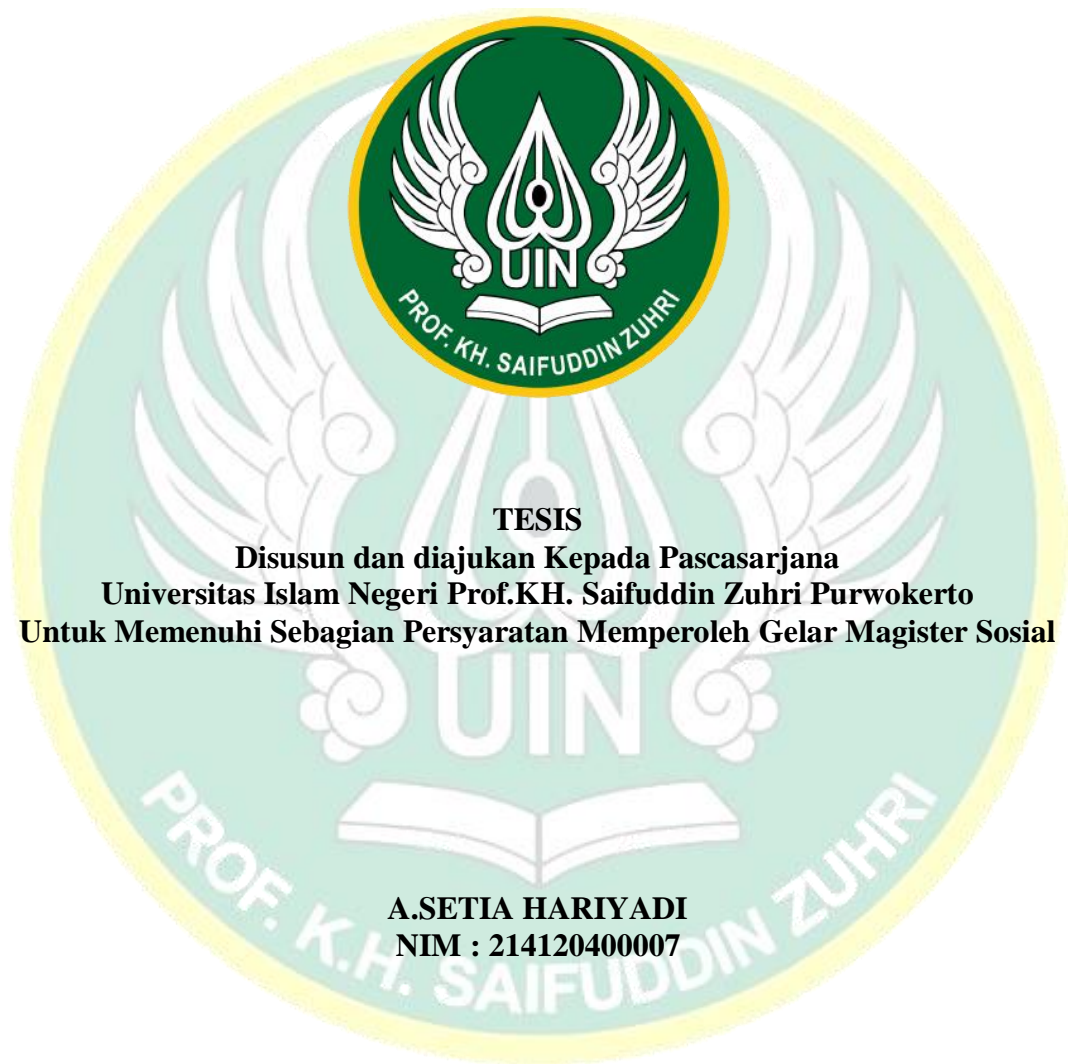 UIN
PROF. KH. SAIFUDDIN ZUHRI
TESIS
Disusun dan diajukan Kepada Pascasarjana
Universitas Islam Negeri Prof.KH. Saifuddin Zuhri Purwokerto
Untuk Memenuhi Sebagian Persyaratan Memperoleh Gelar Magister Sosial
UIN
A.SETIA HARIYADI
NIM : 214120400007
PROF. K.H. SAIFUDDIN ZUHRI